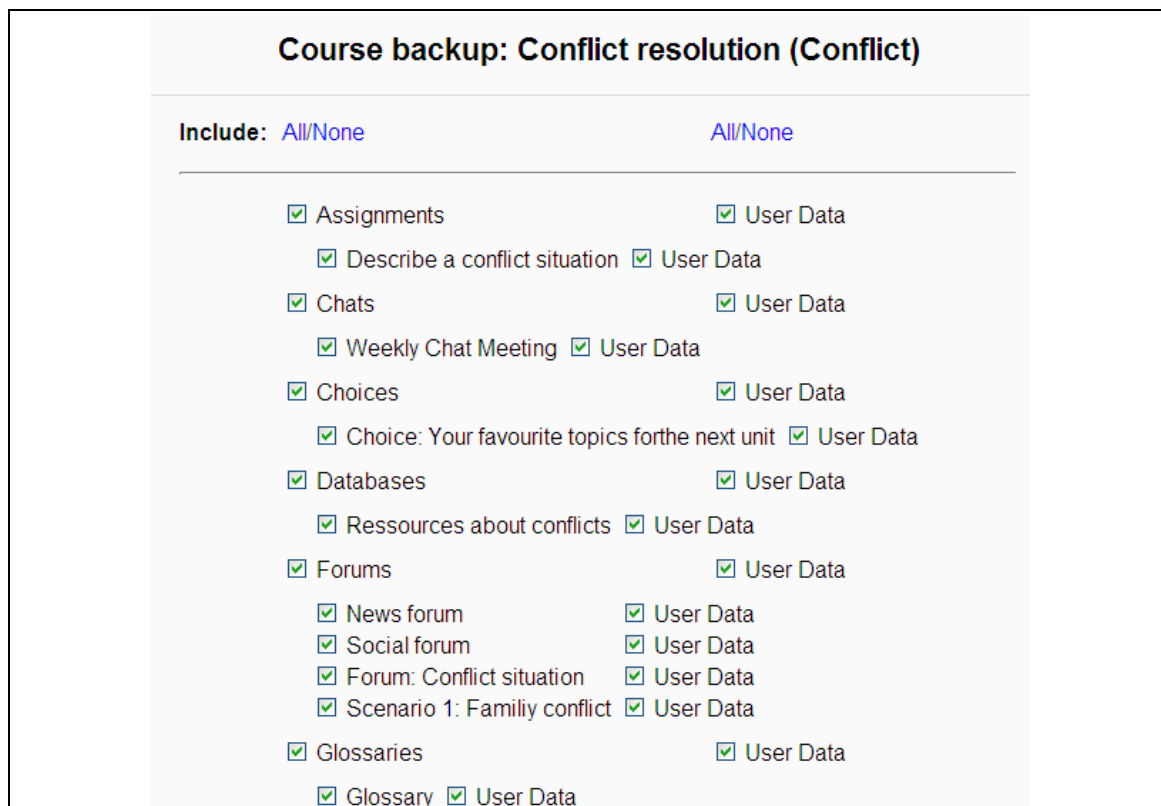 Course backup: Conflict resolution (Conflict)
Include: All/None All/None
Assignments User Data
Describe a conflict situation User Data
Chats User Data
Weekly Chat Meeting User Data
Choices User Data
Choice: Your favourite topics forthe next unit User Data
Databases User Data
Ressources about conflicts User Data
Forums User Data
News forum User Data
Social forum User Data
Forum: Conflict situation User Data
Scenario 1: Familiy conflict User Data
Glossaries User Data
Glossary User Data